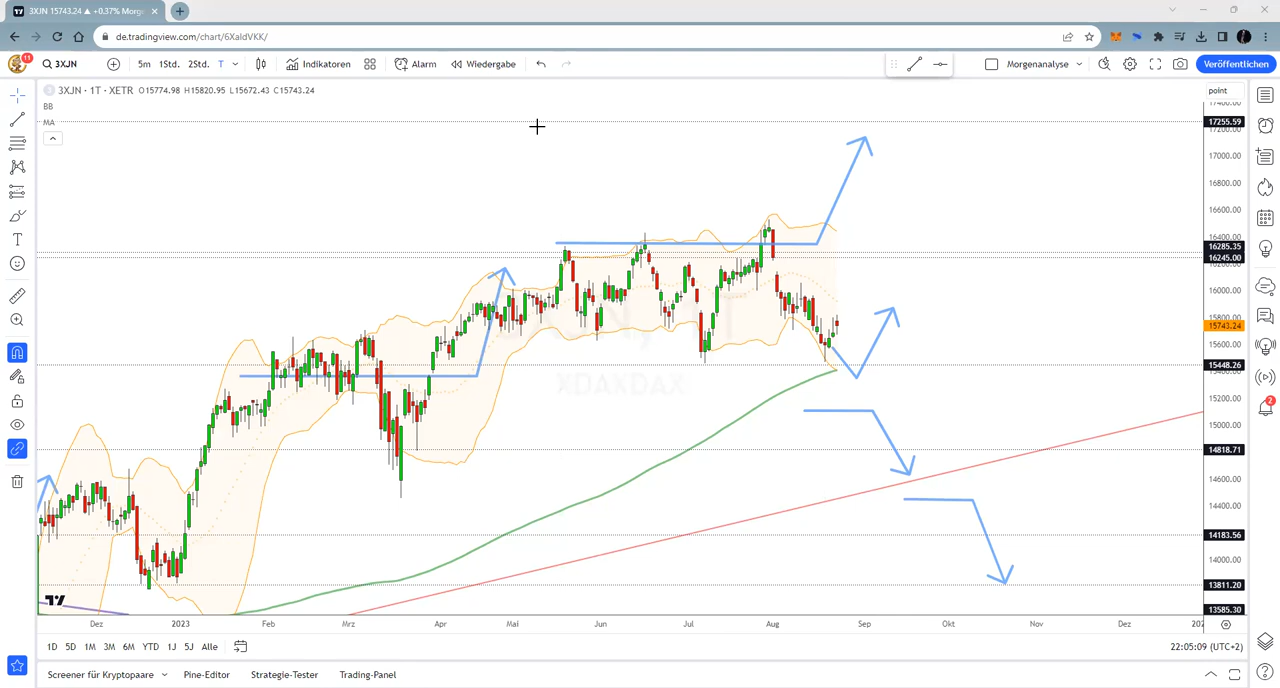 3XJN 15743.24 ▲ +0.37% Morge
de.tradingview.com/chart/6XaldVKK/
11
3XJN
5m 1Std. 2Std. T
Indikatoren
Alarm
Wiedergabe
Morgenanalyse
Veröffentlichen
3XJN · 1T · XETR O15774.98 H15820.95 L15672.43 C15743.24
BB
MA
point
17400.00
17255.59
17200.00
17000.00
16800.00
16600.00
16400.00
16285.35
16245.00
16200.00
16000.00
15800.00
15743.24
15600.00
15448.26
15400.00
15200.00
15000.00
14818.71
14600.00
14400.00
14183.56
14000.00
13811.20
13585.30
XDAXDAX
Dez 2023 Feb Mrz Apr Mai Jun Jul Aug Sep Okt Nov Dez 202
1D 5D 1M 3M 6M YTD 1J 5J Alle
22:05:09 (UTC+2)
Screener für Kryptopaare Pine-Editor Strategie-Tester Trading-Panel
2